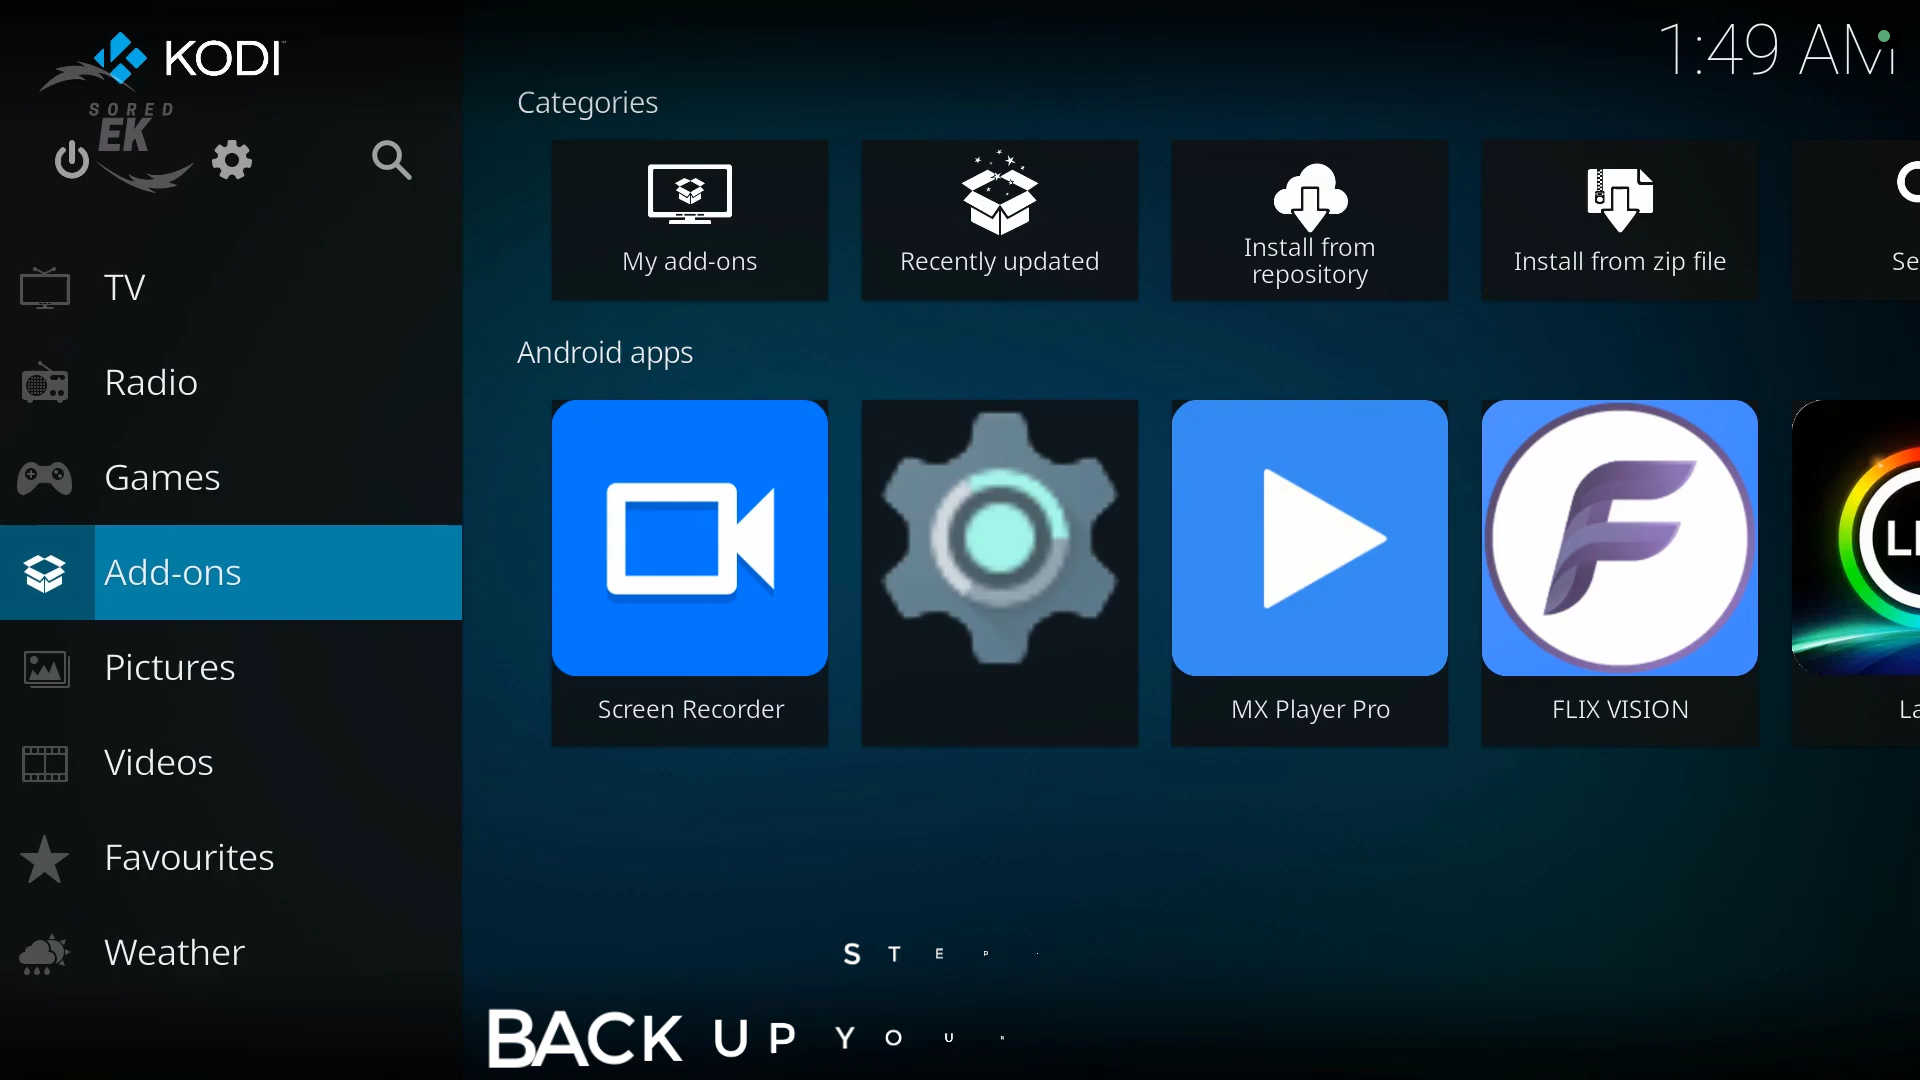 KODI
SORED
EK
1:49 AM
Categories
My add-ons
Recently updated
Install from
repository
Install from zip file
Se
TV
Radio
Games
Add-ons
Pictures
Videos
Favourites
Weather
Android apps
Screen Recorder
MX Player Pro
FLIX VISION
La
STEP
BACK UP YOUR